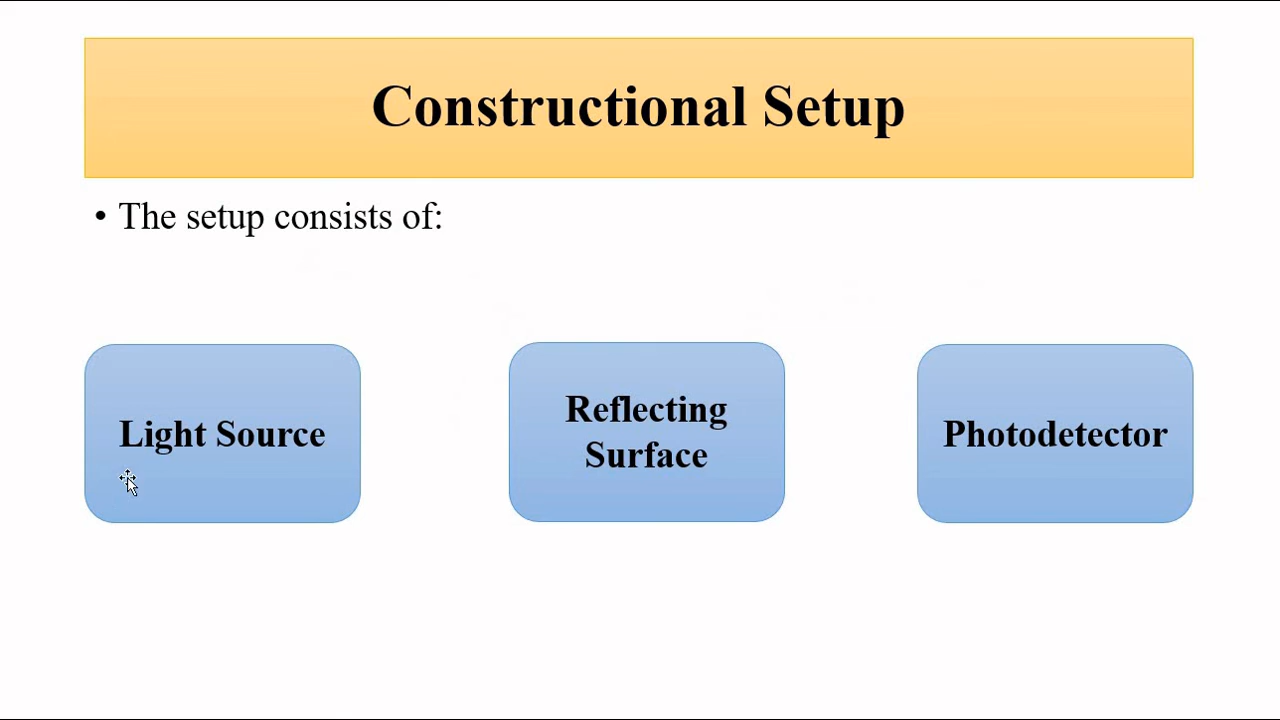 Constructional Setup
• The setup consists of:
Light Source
Reflecting
Surface
Photodetector